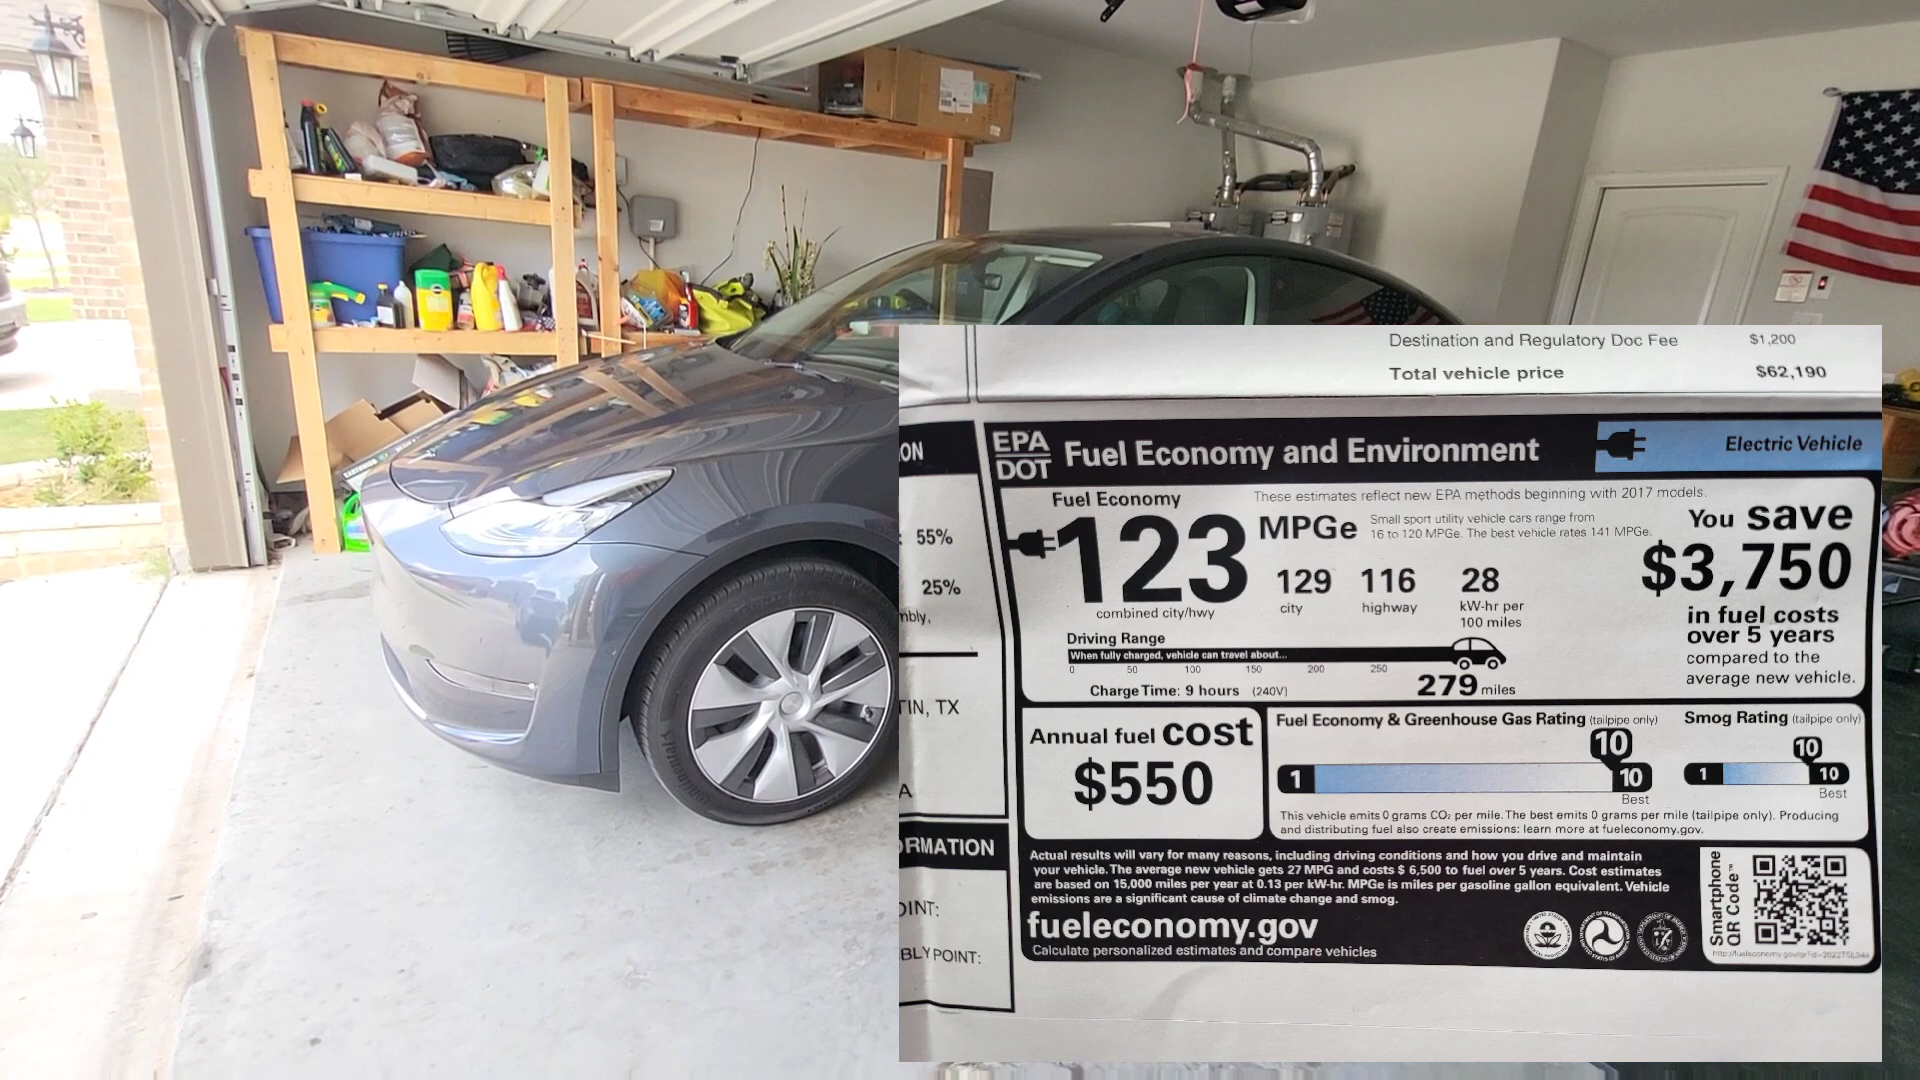 Destination and Regulatory Doc Fee $1,200
Total vehicle price $62,190
ON
55%
25%
mbly,
TIN, TX
A
RMATION
OINT:
BLY POINT:
EPA
DOT
Fuel Economy and Environment
Electric Vehicle
Fuel Economy
These estimates reflect new EPA methods beginning with 2017 models.
123 MPGe
Small sport utility vehicle cars range from
16 to 120 MPGe. The best vehicle rates 141 MPGe.
combined city/hwy
129 116 28
city highway kW-hr per
100 miles
You save
$3,750
in fuel costs
over 5 years
compared to the
average new vehicle.
Driving Range
When fully charged, vehicle can travel about...
0 50 100 150 200 250
279 miles
Charge Time: 9 hours (240V)
Annual fuel cost
$550
Fuel Economy & Greenhouse Gas Rating (tailpipe only)
10
1 10
Best
Smog Rating (tailpipe only)
10
1 10
Best
This vehicle emits 0 grams CO₂ per mile. The best emits 0 grams per mile (tailpipe only). Producing
and distributing fuel also create emissions: learn more at fueleconomy.gov.
Actual results will vary for many reasons, including driving conditions and how you drive and maintain
your vehicle. The average new vehicle gets 27 MPG and costs $ 6,500 to fuel over 5 years. Cost estimates
are based on 15,000 miles per year at 0.13 per kW-hr. MPGe is miles per gasoline gallon equivalent. Vehicle
emissions are a significant cause of climate change and smog.
fueleconomy.gov
Calculate personalized estimates and compare vehicles
Smartphone
QR Code™
Continental